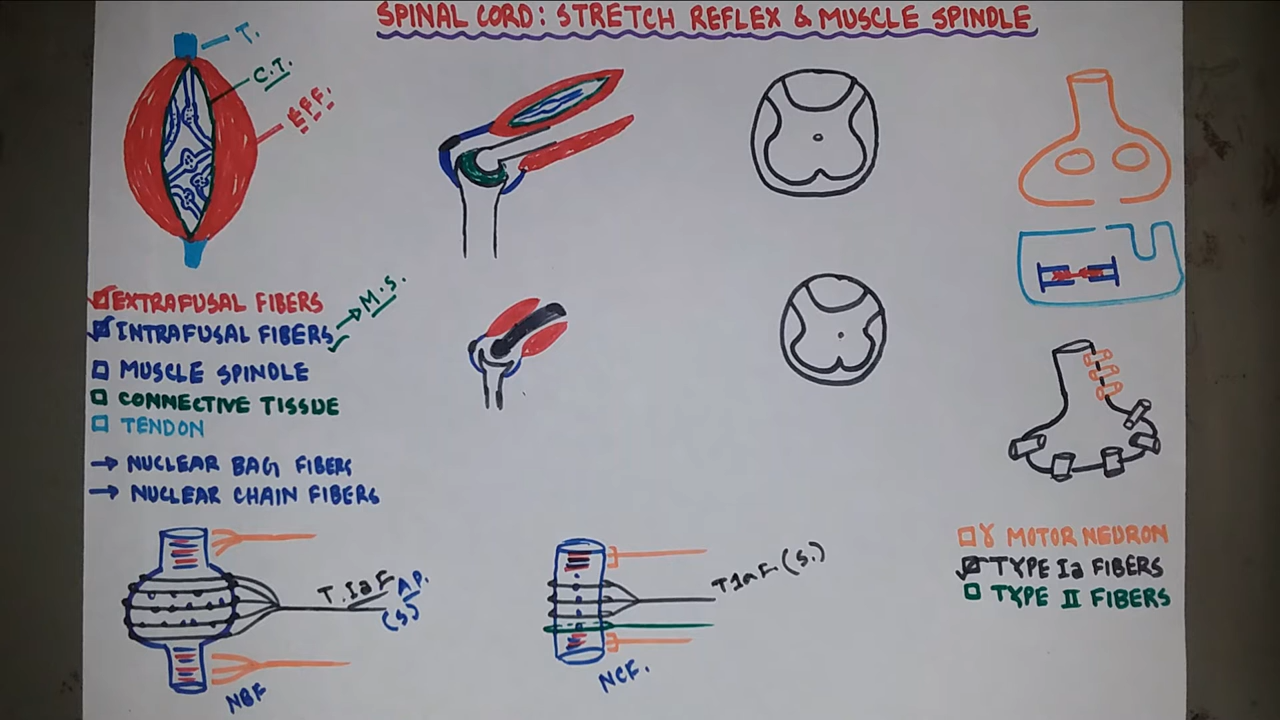 SPINAL CORD: STRETCH REFLEX & MUSCLE SPINDLE
T.
C.T.
E.F.F.
M.S.
EXTRAFUSAL FIBERS
INTRAFUSAL FIBERS
MUSCLE SPINDLE
CONNECTIVE TISSUE
TENDON
→ NUCLEAR BAG FIBERS
→ NUCLEAR CHAIN FIBERS
T. Ia F A.P.
(S)
NBF
T1a F (S.)
NCF.
γ MOTOR NEURON
TYPE Ia FIBERS
TYPE II FIBERS